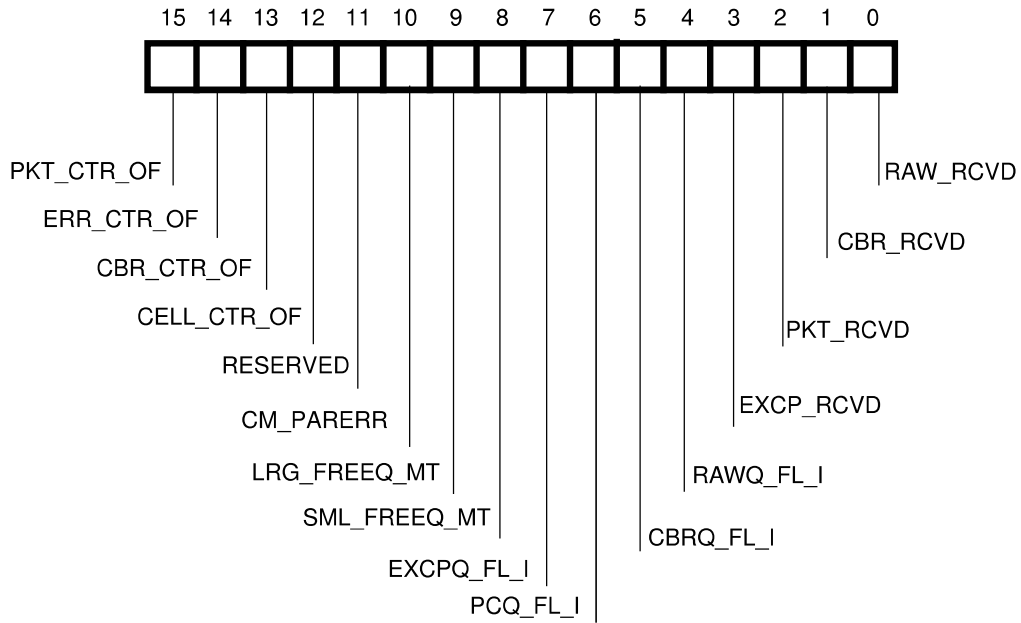 15 14 13 12 11 10 9 8 7 6 5 4 3 2 1 0
PKT_CTR_OF
RAW_RCVD
ERR_CTR_OF
CBR_RCVD
CBR_CTR_OF
CELL_CTR_OF
PKT_RCVD
RESERVED
EXCP_RCVD
CM_PARERR
LRG_FREEQ_MT
RAWQ_FL_I
SML_FREEQ_MT
CBRQ_FL_I
EXCPQ_FL_I
PCQ_FL_I